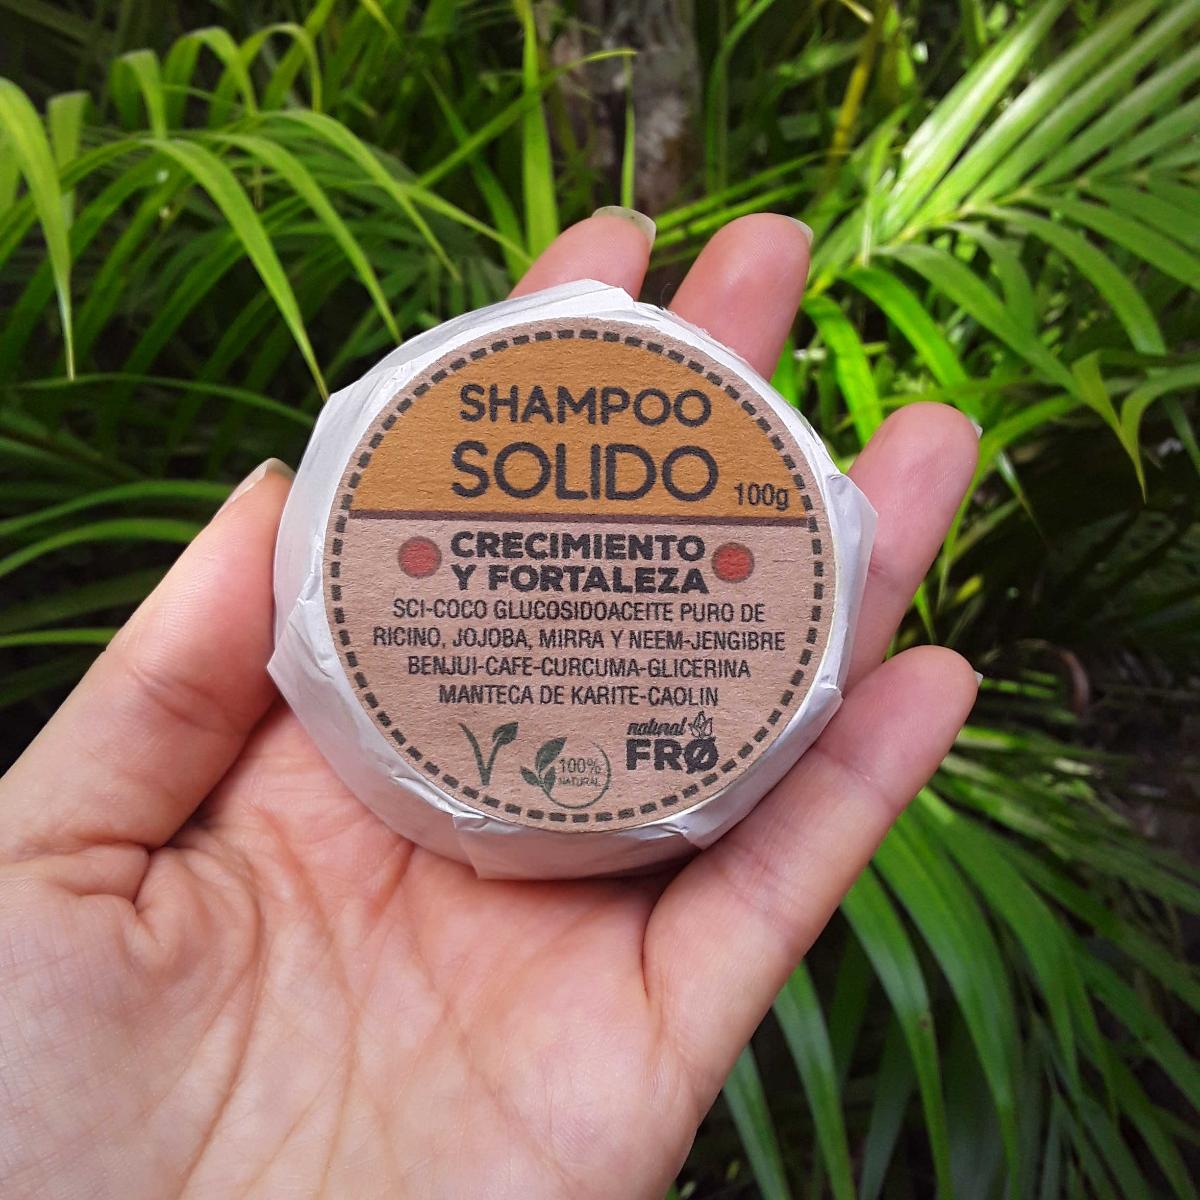 SHAMPOO
SOLIDO 100g
CRECIMIENTO
Y FORTALEZA
SCI-COCO GLUCOSIDOACEITE PURO DE
RICINO, JOJOBA, MIRRA Y NEEM-JENGIBRE
BENJUI-CAFE-CURCUMA-GLICERINA
MANTECA DE KARITE-CAOLIN
100%
NATURAL
natural
FRØ